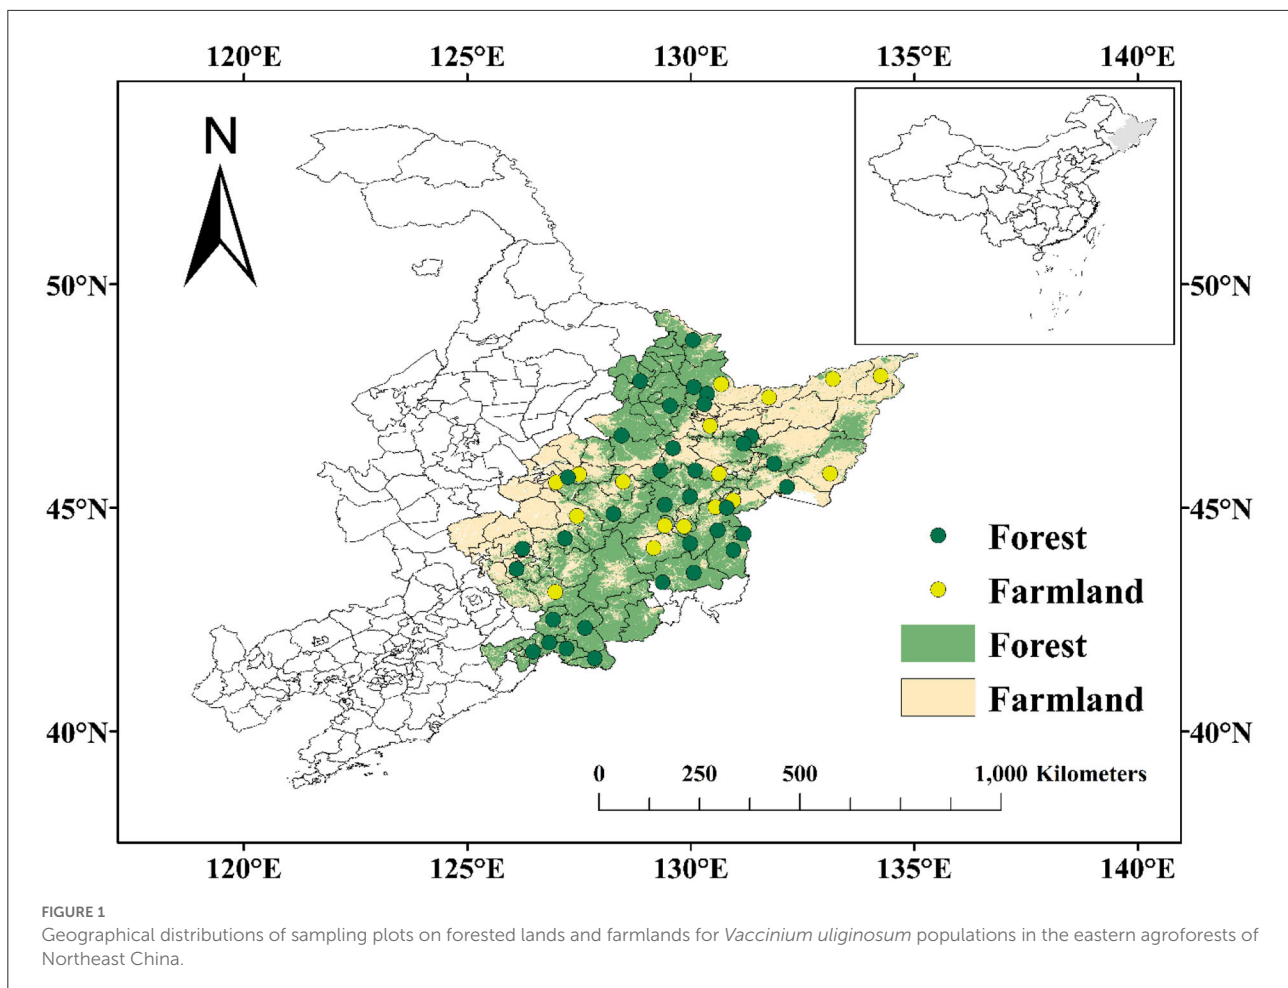 120°E 125°E 130°E 135°E 140°E
N
50°N 50°N
45°N 45°N
40°N 40°N
Forest
Farmland
Forest
Farmland
0 250 500 1,000 Kilometers
120°E 125°E 130°E 135°E 140°E
FIGURE 1
Geographical distributions of sampling plots on forested lands and farmlands for Vaccinium uliginosum populations in the eastern agroforests of
Northeast China.